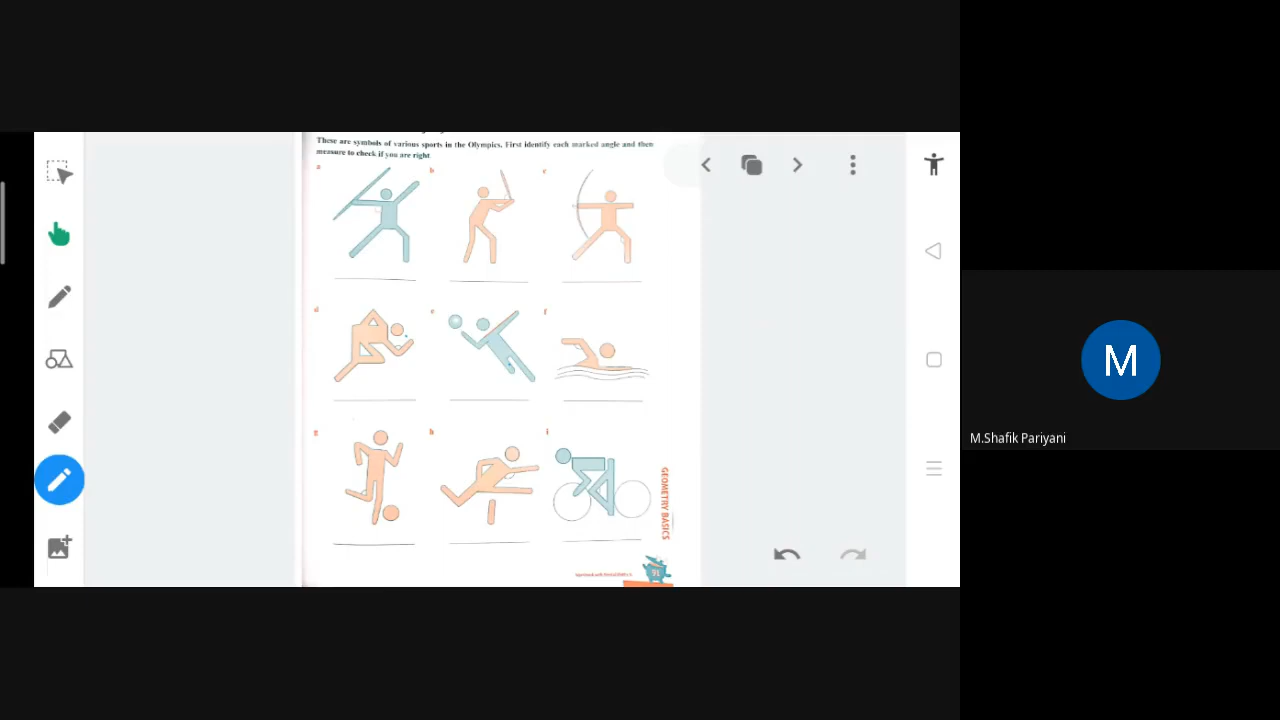 These are symbols of various sports in the Olympics. First identify each marked angle and then
measure to check if you are right
a
b
c
d
e
f
g
h
i
GEOMETRY BASICS
91
M
M.Shafik Pariyani